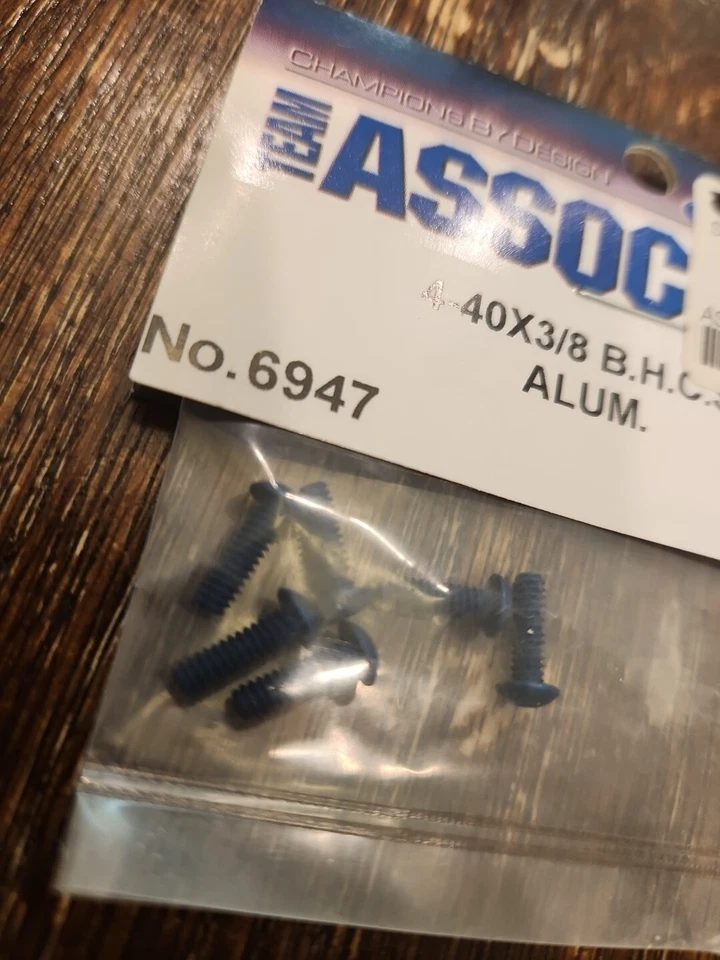 CHAMPIONS BY DESIGN
TEAM
ASSOC
4-40X3/8 B.H.C.
ALUM.
No. 6947